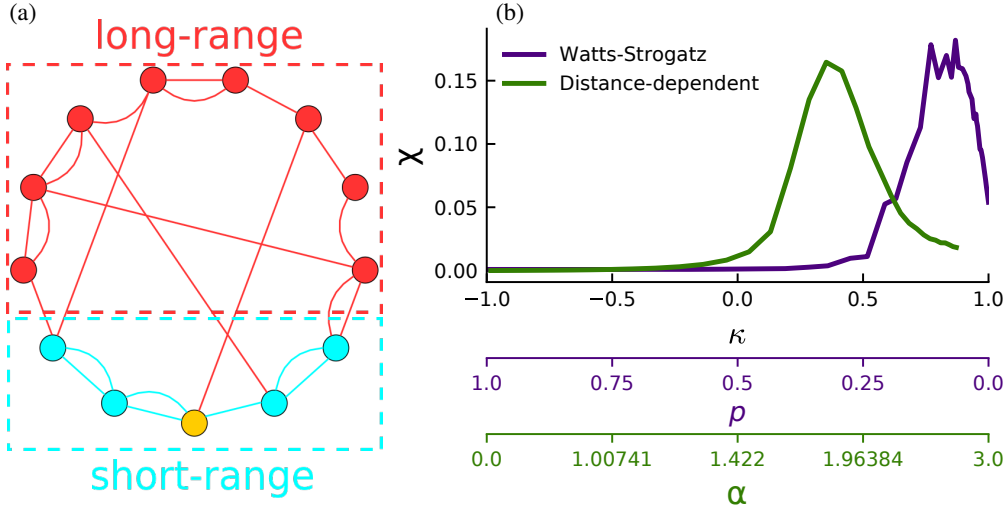 (a)
long-range
short-range
(b)
Watts-Strogatz
Distance-dependent
χ
0.15
0.10
0.05
0.00
−1.0 −0.5 0.0 0.5 1.0
κ
1.0 0.75 0.5 0.25 0.0
p
0.0 1.00741 1.422 1.96384 3.0
α